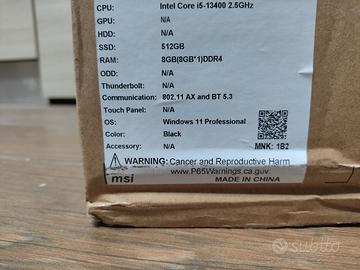 CPU: Intel Core i5-13400 2.5GHz
GPU: N/A
HDD: N/A
SSD: 512GB
RAM: 8GB(8GB*1)DDR4
ODD: N/A
Thunderbolt: N/A
Communication: 802.11 AX and BT 5.3
Touch Panel: N/A
OS: Windows 11 Professional
Color: Black
Accessory: N/A
MNK: 1B2
WARNING: Cancer and Reproductive Harm
www.P65Warnings.ca.gov
msi MADE IN CHINA
subito